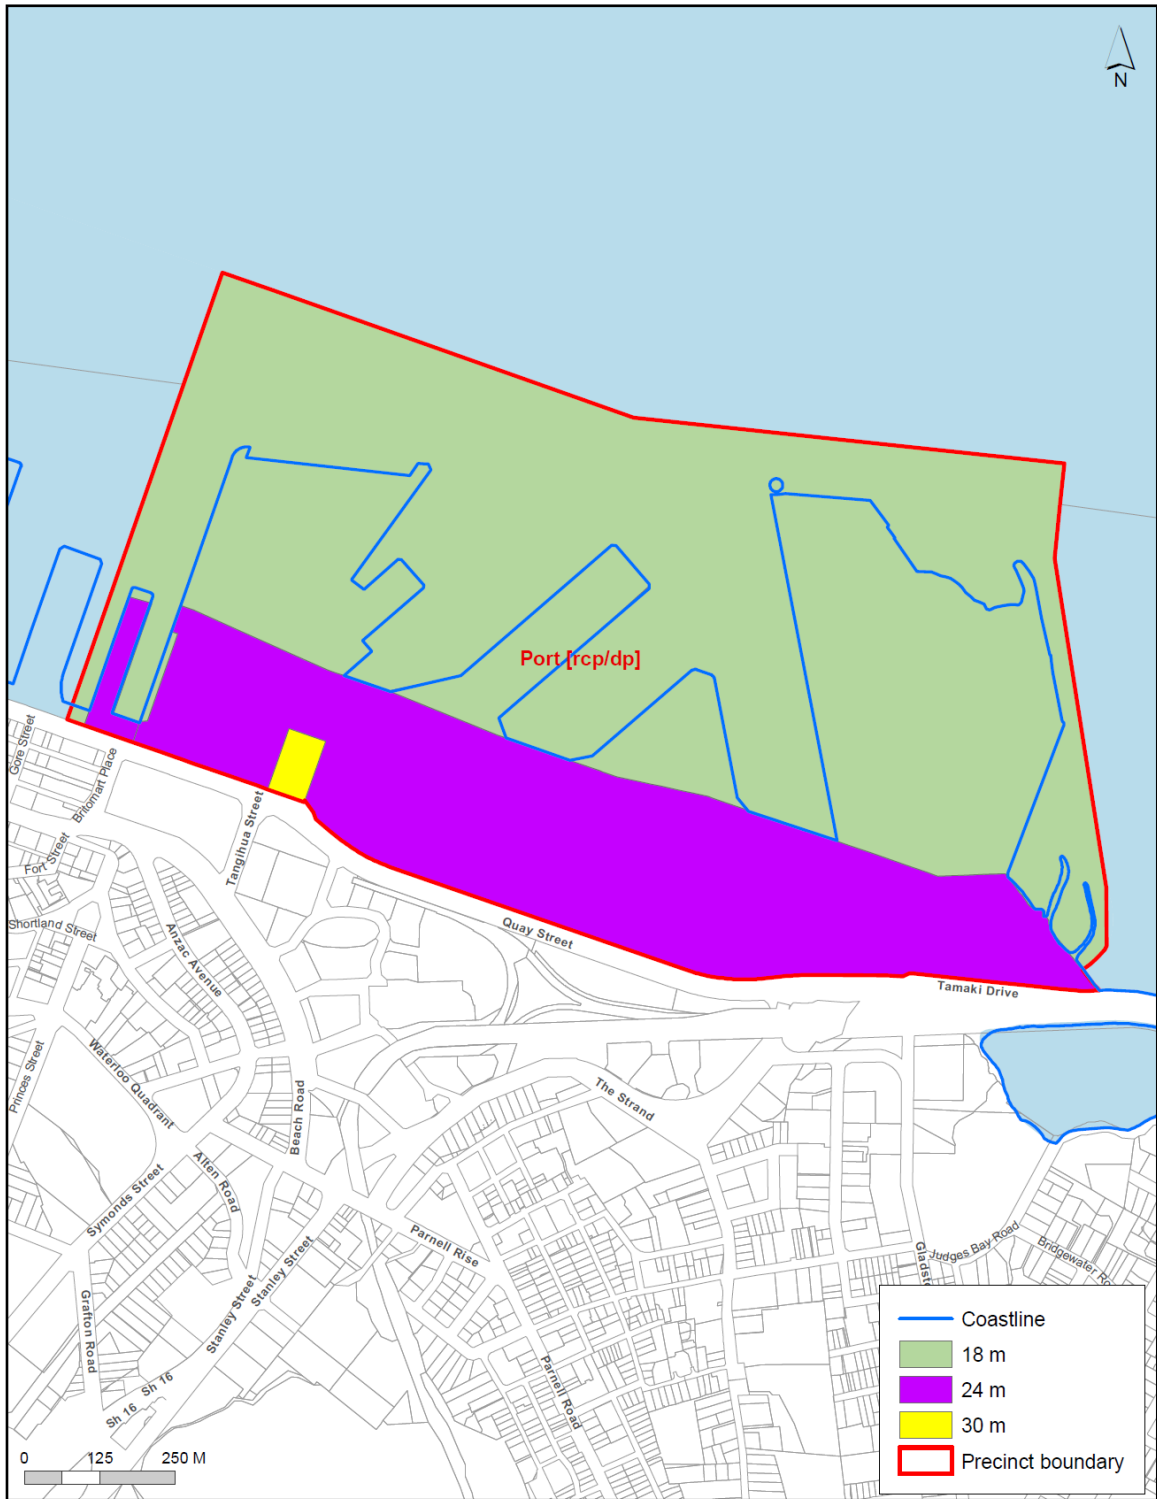 N
Port [rcp/dp]
Gore Street
Britomart Place
Tangihua Street
Fort Street
Shortland Street
Anzac Avenue
Quay Street
Tamaki Drive
Princes Street
Waterloo Quadrant
Beach Road
The Strand
Alten Road
Symonds Street
Parnell Rise
Stanley Street
Stanley Street
Judges Bay Road
Bridgewater Ro
Gladsto
Grafton Road
Sh 16
Sh 16
Parnell Road
Coastline
18 m
24 m
30 m
Precinct boundary
0 125 250 M